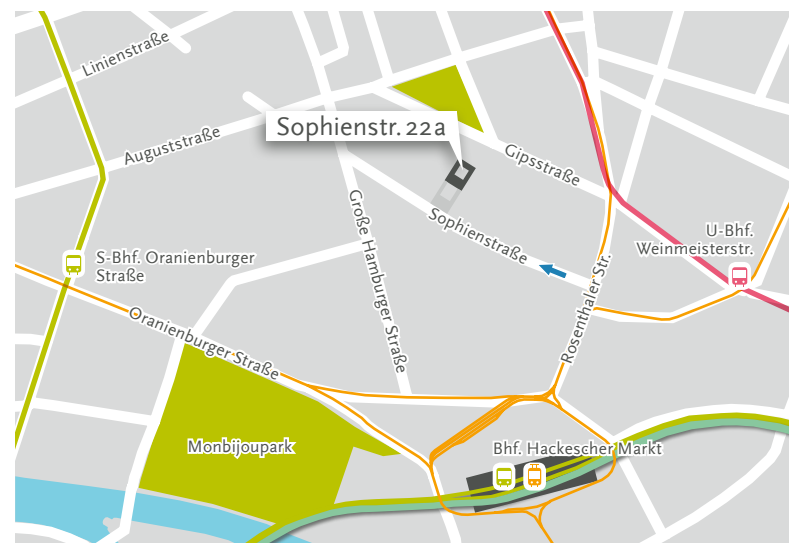 Linienstraße
Auguststraße
Sophienstr. 22a
Gipsstraße
Sophienstraße
U-Bhf.
Weinmeisterstr.
S-Bhf. Oranienburger
Straße
Große Hamburger Straße
Rosenthaler Str.
Oranienburger Straße
Monbijoupark
Bhf. Hackescher Markt